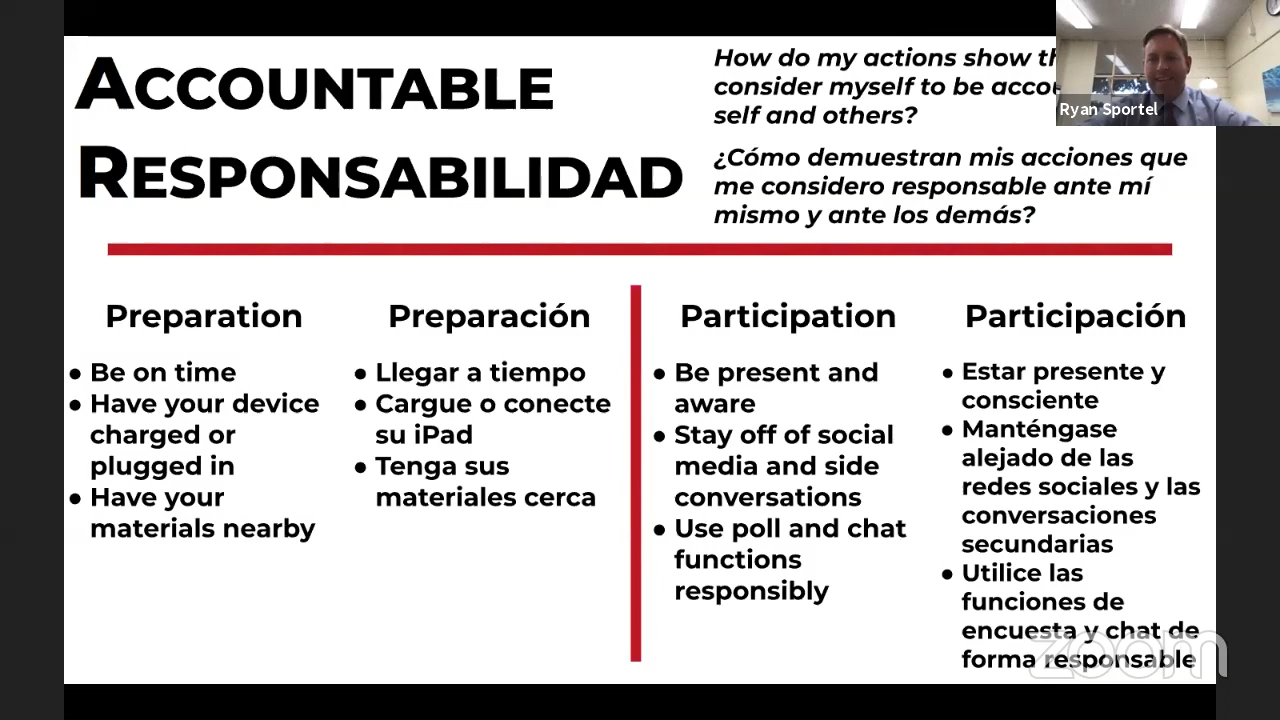 ACCOUNTABLE
RESPONSABILIDAD
How do my actions show
consider myself to be
self and others?
¿Cómo demuestran mis acciones que
me considero responsable ante mí
mismo y ante los demás?
Ryan Sportel
Preparation
Be on time
Have your device
charged or
plugged in
Have your
materials nearby
Preparación
Llegar a tiempo
Cargue o conecte
su iPad
Tenga sus
materiales cerca
Participation
Be present and
aware
Stay off of social
media and side
conversations
Use poll and chat
functions
responsibly
Participación
Estar presente y
consciente
Manténgase
alejado de las
redes sociales y las
conversaciones
secundarias
Utilice las
funciones de
encuesta y chat de
forma responsable
zoom